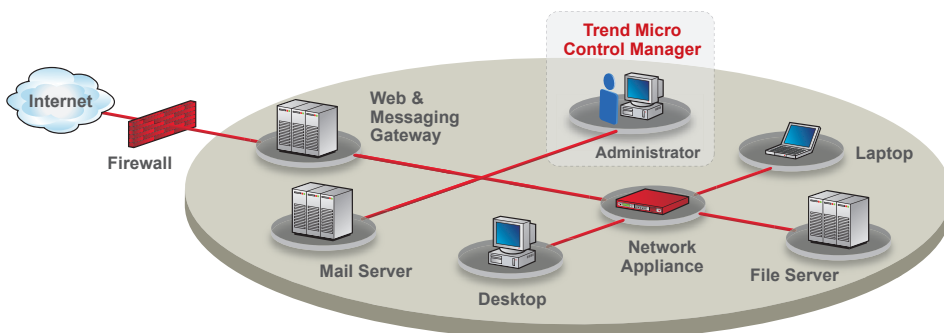 Trend Micro
Control Manager
Internet
Firewall
Web &
Messaging
Gateway
Administrator
Laptop
Mail Server
Desktop
Network
Appliance
File Server